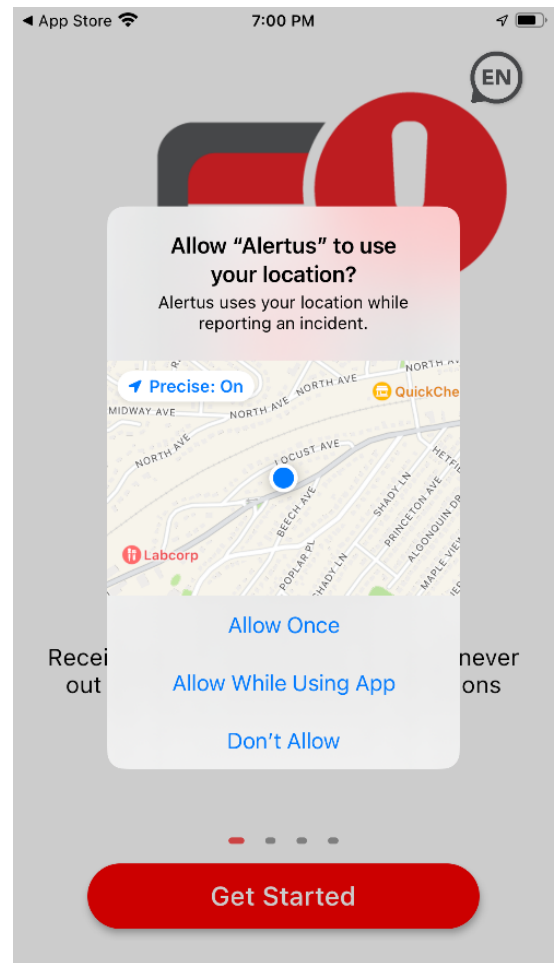 ◀ App Store
7:00 PM
EN
Allow “Alertus” to use
your location?
Alertus uses your location while
reporting an incident.
Precise: On
NORTH AVE
QuickChe
MIDWAY AVE
NORTH AVE
NORTH AVE
LOCUST AVE
BEECH AVE
SHADY LN
PRINCETON AVE
ALGONQUIN DR
Labcorp
POPLAR PL
SHADY LN
MAPLE VIE
Allow Once
Recei
never
Allow While Using App
out
ons
Don’t Allow
Get Started